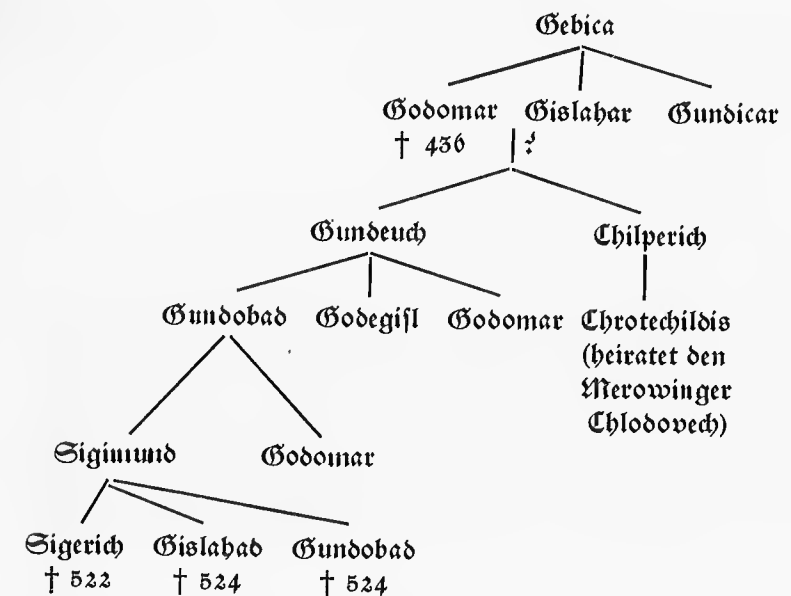 Gebica
Godomar Gislahar Gundicar
† 436 ?
Gundeuch Chilperich
Gundobad Godegisl Godomar Chrotechildis
(heiratet den
Merowinger
Chlodovech)
Sigimund Godomar
Sigerich Gislahad Gundobad
† 522 † 524 † 524